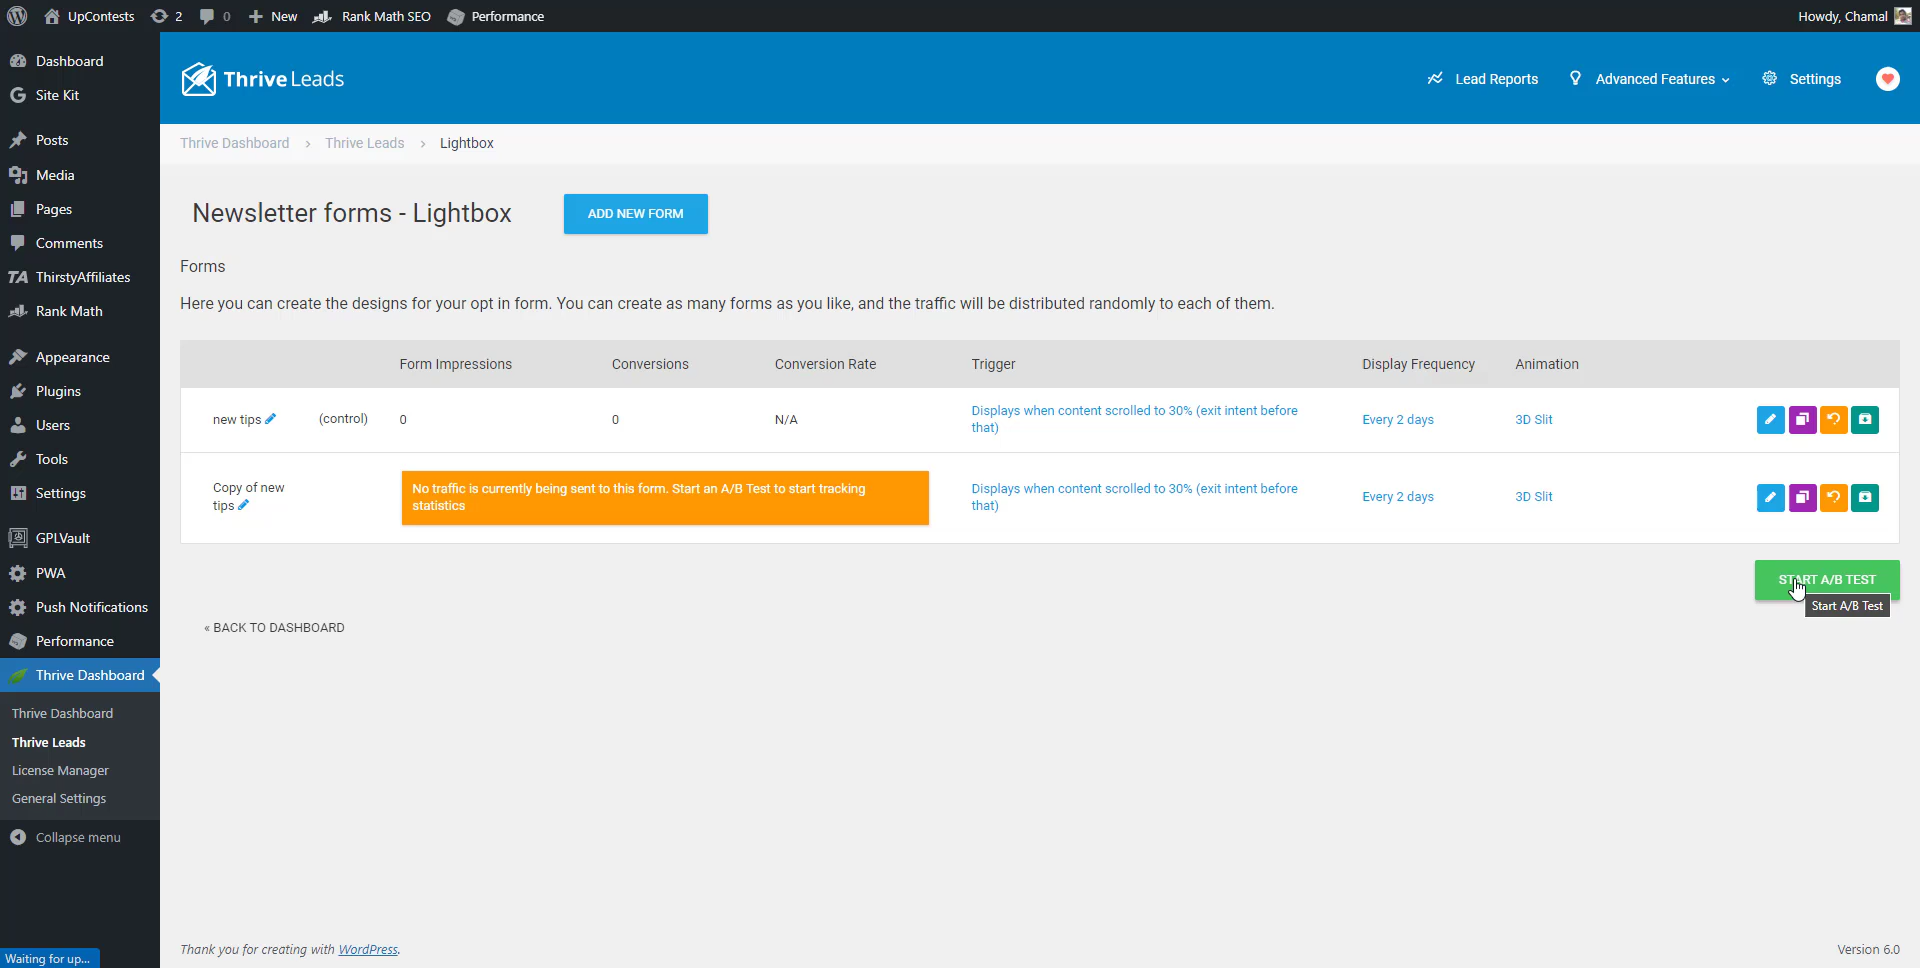 UpContests
2
0
New
Rank Math SEO
Performance
Howdy, Chamal
Dashboard
Site Kit
Posts
Media
Pages
Comments
TA ThirstyAffiliates
Rank Math
Appearance
Plugins
Users
Tools
Settings
GPLVault
PWA
Push Notifications
Performance
Thrive Dashboard
Thrive Dashboard
Thrive Leads
License Manager
General Settings
Collapse menu
Waiting for up...
Thrive Leads
Lead Reports
Advanced Features
Settings
Thrive Dashboard › Thrive Leads › Lightbox
Newsletter forms - Lightbox
ADD NEW FORM
Forms
Here you can create the designs for your opt in form. You can create as many forms as you like, and the traffic will be distributed randomly to each of them.
Form Impressions Conversions Conversion Rate Trigger Display Frequency Animation
new tips (control) 0 0 N/A
Displays when content scrolled to 30% (exit intent before
that)
Every 2 days 3D Slit
Copy of new
tips
No traffic is currently being sent to this form. Start an A/B Test to start tracking
statistics
Displays when content scrolled to 30% (exit intent before
that)
Every 2 days 3D Slit
START A/B TEST
Start A/B Test
« BACK TO DASHBOARD
Thank you for creating with WordPress.
Version 6.0